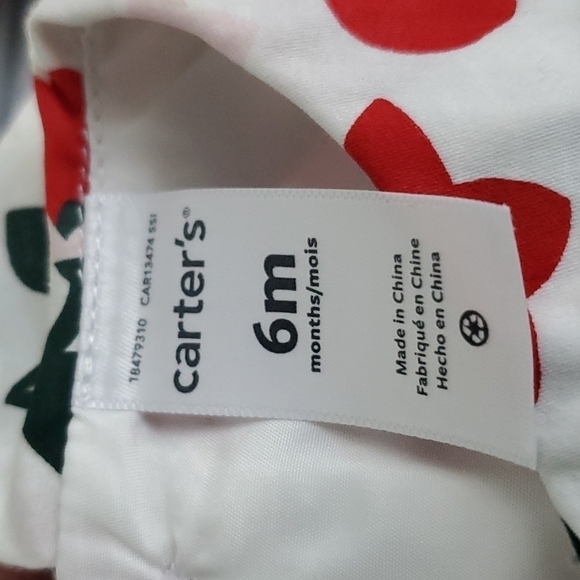 18479310 CAR13474 SSI
carter's®
6m
months/mois
Made in China
Fabriqué en Chine
Hecho en China